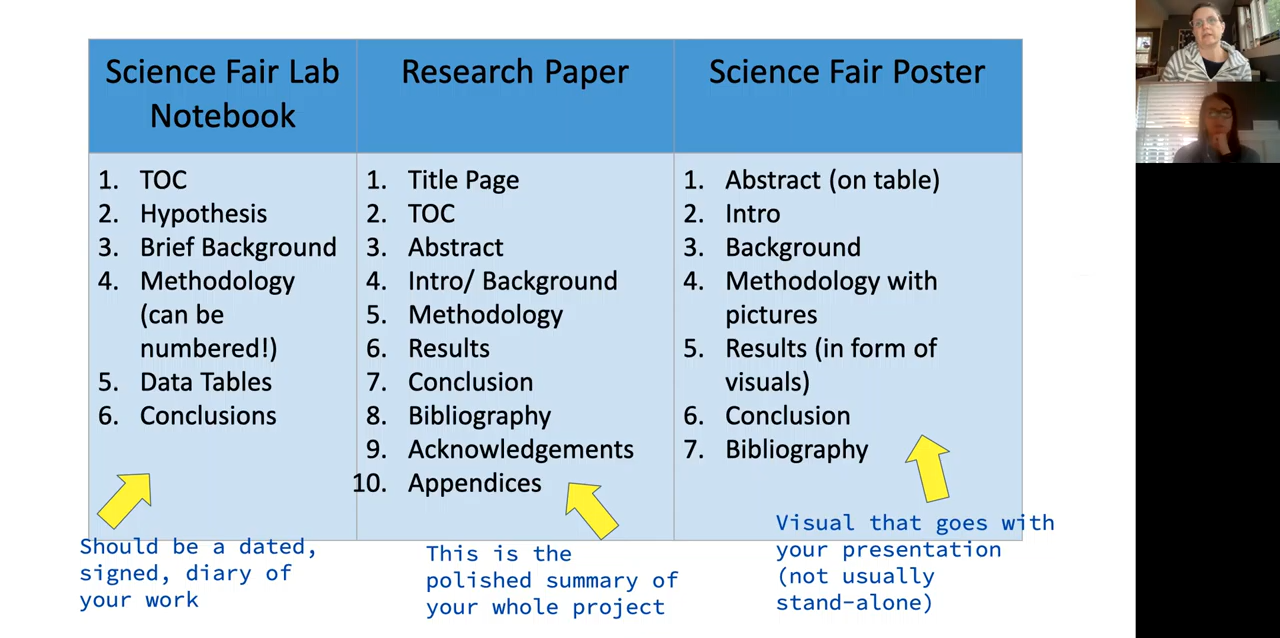 Science Fair Lab
Notebook
Research Paper
Science Fair Poster
1. TOC
2. Hypothesis
3. Brief Background
4. Methodology
(can be
numbered!)
5. Data Tables
6. Conclusions
1. Title Page
2. TOC
3. Abstract
4. Intro/ Background
5. Methodology
6. Results
7. Conclusion
8. Bibliography
9. Acknowledgements
10. Appendices
1. Abstract (on table)
2. Intro
3. Background
4. Methodology with
pictures
5. Results (in form of
visuals)
6. Conclusion
7. Bibliography
Should be a dated,
signed, diary of
your work
This is the
polished summary of
your whole project
Visual that goes with
your presentation
(not usually
stand-alone)